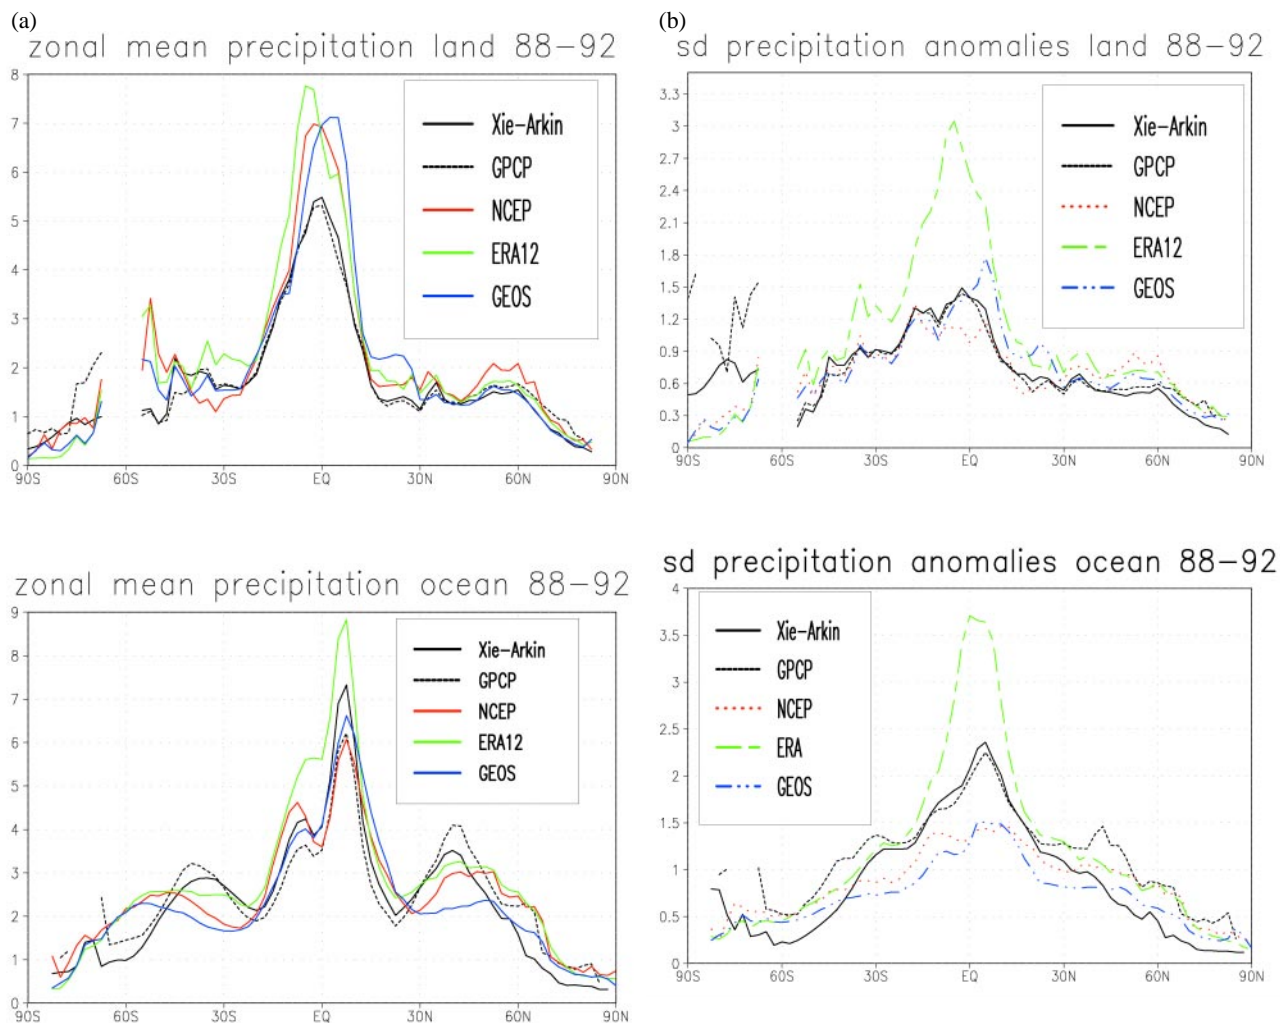 (a)
zonal mean precipitation land 88-92
8
7
6
5
4
3
2
1
0
90S 60S 30S EQ 30N 60N 90N
Xie-Arkin
GPCP
NCEP
ERA12
GEOS
(b)
sd precipitation anomalies land 88-92
3.3
3
2.7
2.4
2.1
1.8
1.5
1.2
0.9
0.6
0.3
0
90S 60S 30S EQ 30N 60N 90N
Xie-Arkin
GPCP
NCEP
ERA12
GEOS
zonal mean precipitation ocean 88-92
9
8
7
6
5
4
3
2
1
0
90S 60S 30S EQ 30N 60N 90N
Xie-Arkin
GPCP
NCEP
ERA12
GEOS
sd precipitation anomalies ocean 88-92
4
3.5
3
2.5
2
1.5
1
0.5
0
90S 60S 30S EQ 30N 60N 90N
Xie-Arkin
GPCP
NCEP
ERA
GEOS